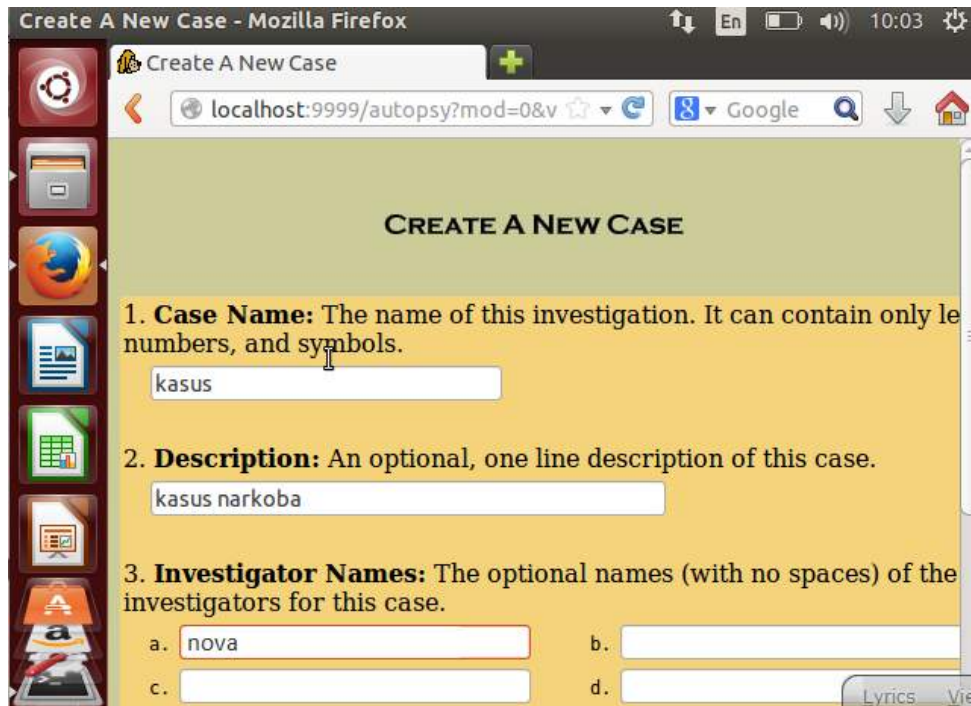 Create A New Case - Mozilla Firefox
En
10:03
Create A New Case
localhost:9999/autopsy?mod=0&v
Google
CREATE A NEW CASE
1. Case Name: The name of this investigation. It can contain only le
numbers, and symbols.
kasus
2. Description: An optional, one line description of this case.
kasus narkoba
3. Investigator Names: The optional names (with no spaces) of the
investigators for this case.
a. nova b.
c. d.
Lyrics Vie